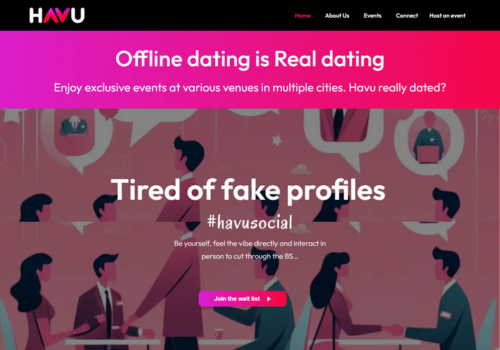 HAVU
Home About Us Events Connect Host an event
Offline dating is Real dating
Enjoy exclusive events at various venues in multiple cities. Havu really dated?
Tired of fake profiles
#havusocial
Be yourself, feel the vibe directly and interact in
person to cut through the BS...
Join the wait list